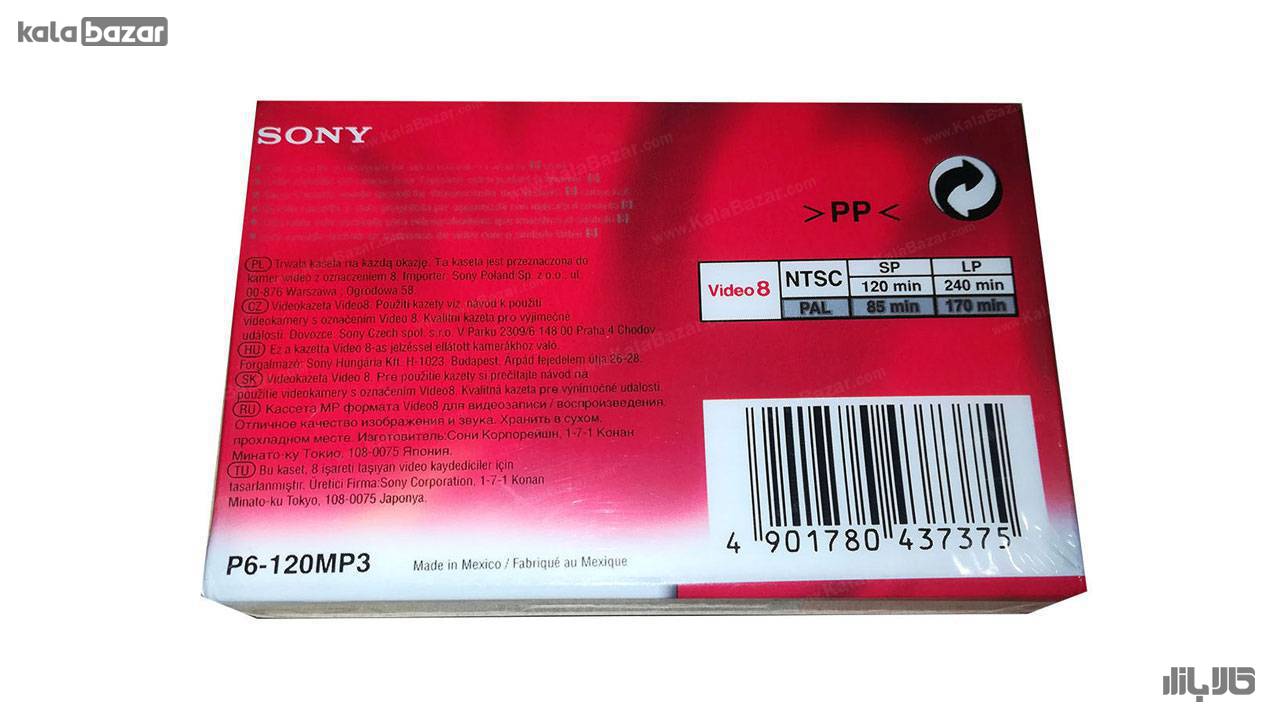 kalabazar
SONY
>PP<
Video 8
NTSC
SP
LP
120 min
240 min
PAL
85 min
170 min
PL Trwała kaseta na każdą okazję. Ta kaseta jest przeznaczona do
kamer video z oznaczeniem 8. Importer: Sony Poland Sp. z o.o., ul.
00-876 Warszawa, Ogrodowa 58.
CZ Videokazeta Video8. Použití kazety viz. návod k použití
videokamery s označením Video 8. Kvalitní kazeta pro výjimečné
události. Dovozce: Sony Czech spol. s.r.o. V Parku 2309/6 148 00 Praha 4 Chodov
HU Ez a kazetta Video 8-as jelzéssel ellátott kamerákhoz való.
Forgalmazó: Sony Hungária Kft. H-1023. Budapest, Árpád fejedelem útja 26-28.
SK Videokazeta Video 8. Pre použitie kazety si prečítajte návod na
použitie videokamery s označením Video8. Kvalitná kazeta pre výnimočné udalosti.
RU Кассета MP формата Video8 для видеозаписи / воспроизведения.
Отличное качество изображения и звука. Хранить в сухом,
прохладном месте. Изготовитель:Сони Корпорейшн, 1-7-1 Конан
Минато-ку Токио, 108-0075 Япония.
TU Bu kaset, 8 işareti taşıyan video kaydediciler için
tasarlanmıştır. Üretici Firma:Sony Corporation. 1-7-1 Konan
Minato-ku Tokyo, 108-0075 Japonya.
4 901780 437375
P6-120MP3
Made in Mexico / Fabriqué au Mexique
www.KalaBazar.com
کالابازار